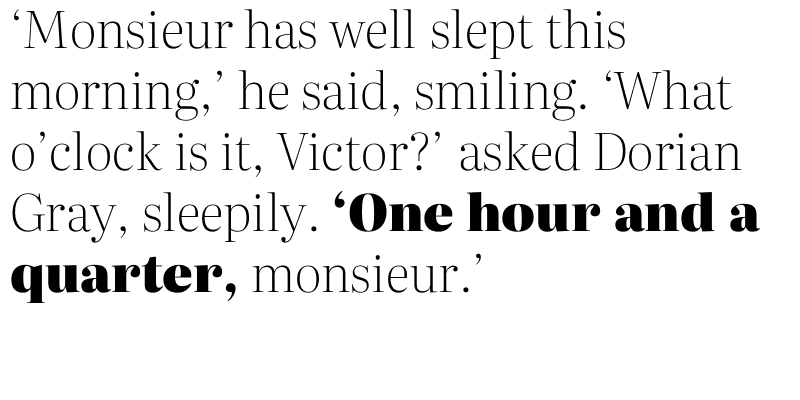 ‘Monsieur has well slept this
morning,’ he said, smiling. ‘What
o’clock is it, Victor?’ asked Dorian
Gray, sleepily. ‘One hour and a
quarter, monsieur.’